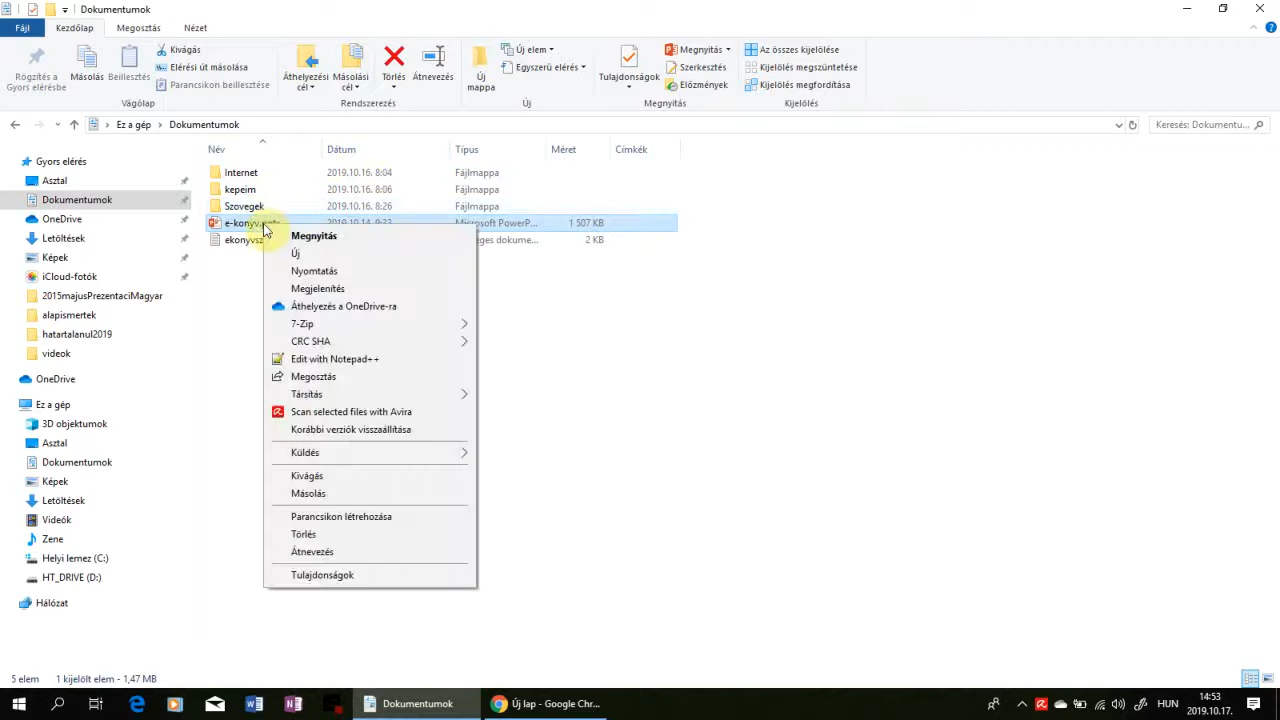 Dokumentumok
Fájl Kezdőlap Megosztás Nézet
Rögzítés a Gyors elérésbe
Másolás
Beillesztés
Kivágás
Elérési út másolása
Parancsikon beillesztése
Vágólap
Áthelyezési cél
Másolási cél
Törlés
Átnevezés
Rendszerezés
Új mappa
Új elem
Egyszerű elérés
Új
Tulajdonságok
Megnyitás
Szerkesztés
Előzmények
Megnyitás
Az összes kijelölése
Kijelölés megszüntetése
Kijelölés megfordítása
Kijelölés
Ez a gép Dokumentumok
Keresés: Dokumentu...
Gyors elérés
Asztal
Dokumentumok
OneDrive
Letöltések
Képek
iCloud-fotók
2015majusPrezentaciMagyar
alapismertek
hatartalanul2019
videok
OneDrive
Ez a gép
3D objektumok
Asztal
Dokumentumok
Képek
Letöltések
Videók
Zene
Helyi lemez (C:)
HT_DRIVE (D:)
Hálózat
Név Dátum Típus Méret Címkék
Internet 2019.10.16. 8:04 Fájlmappa
kepeim 2019.10.16. 8:06 Fájlmappa
Szovegek 2019.10.16. 8:26 Fájlmappa
Microsoft PowerP... 1 507 KB
2 KB
Megnyitás
Új
Nyomtatás
Megjelenítés
Áthelyezés a OneDrive-ra
7-Zip
CRC SHA
Edit with Notepad++
Megosztás
Társítás
Scan selected files with Avira
Korábbi verziók visszaállítása
Küldés
Kivágás
Másolás
Parancsikon létrehozása
Törlés
Átnevezés
Tulajdonságok
5 elem 1 kijelölt elem - 1,47 MB
Dokumentumok
Új lap - Google Chr...
HUN
14:53
2019.10.17.